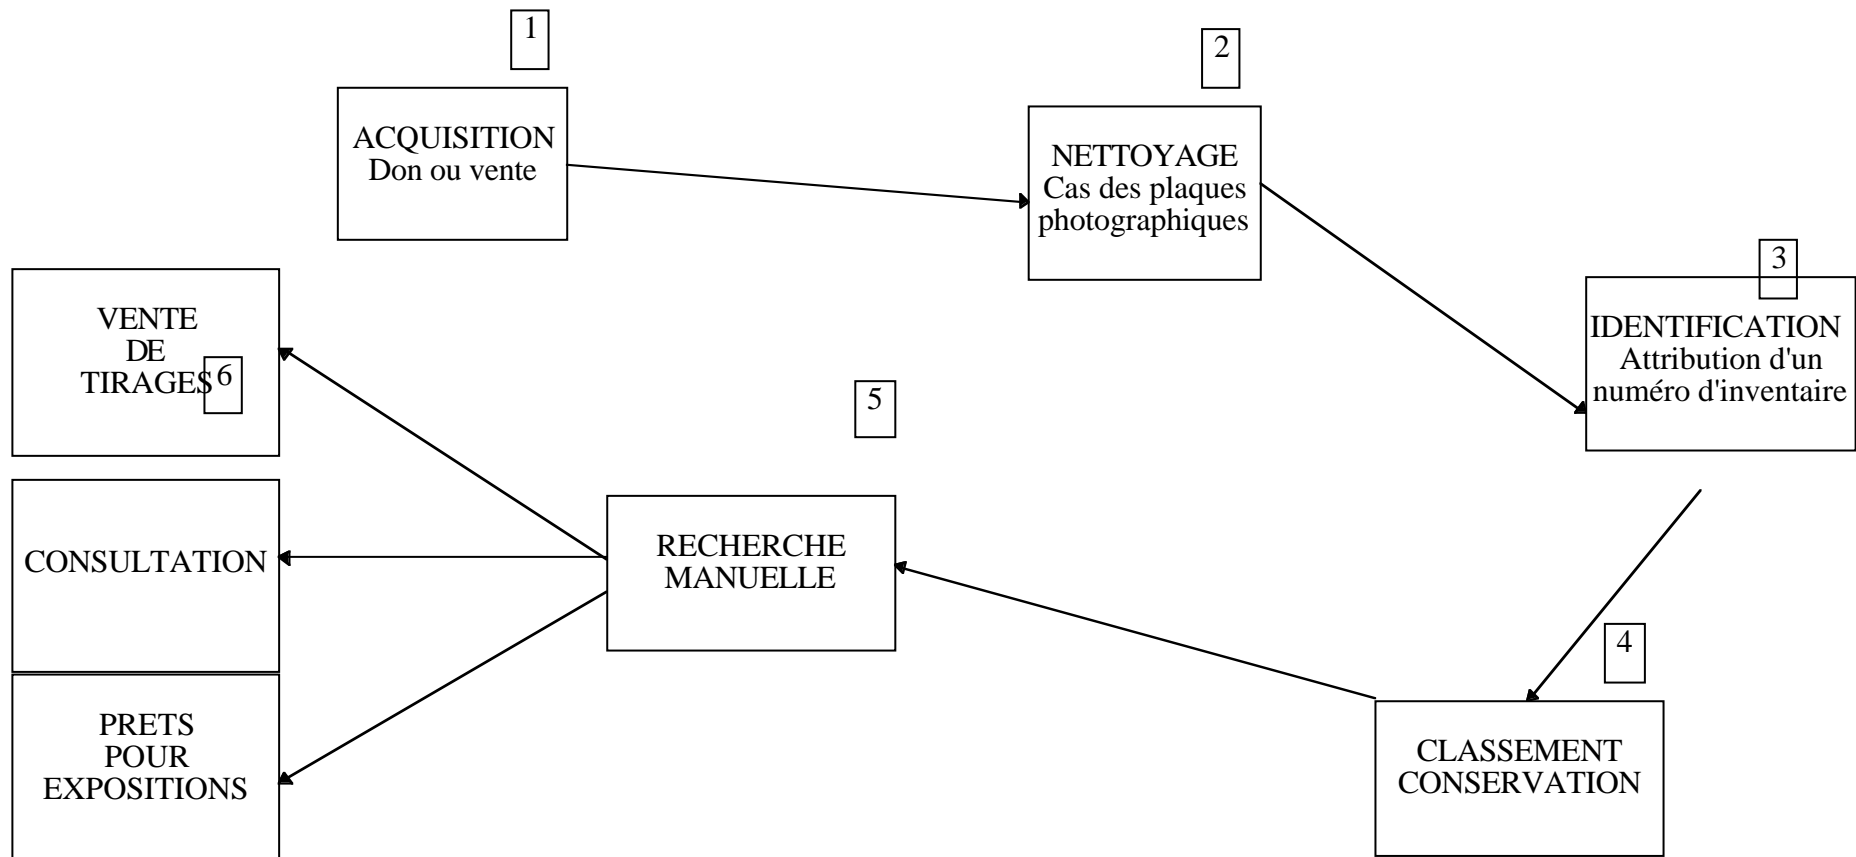 1
ACQUISITION
Don ou vente
2
NETTOYAGE
Cas des plaques
photographiques
3
IDENTIFICATION
Attribution d'un
numéro d'inventaire
4
CLASSEMENT
CONSERVATION
5
RECHERCHE
MANUELLE
6
VENTE
DE
TIRAGES
CONSULTATION
PRETS
POUR
EXPOSITIONS